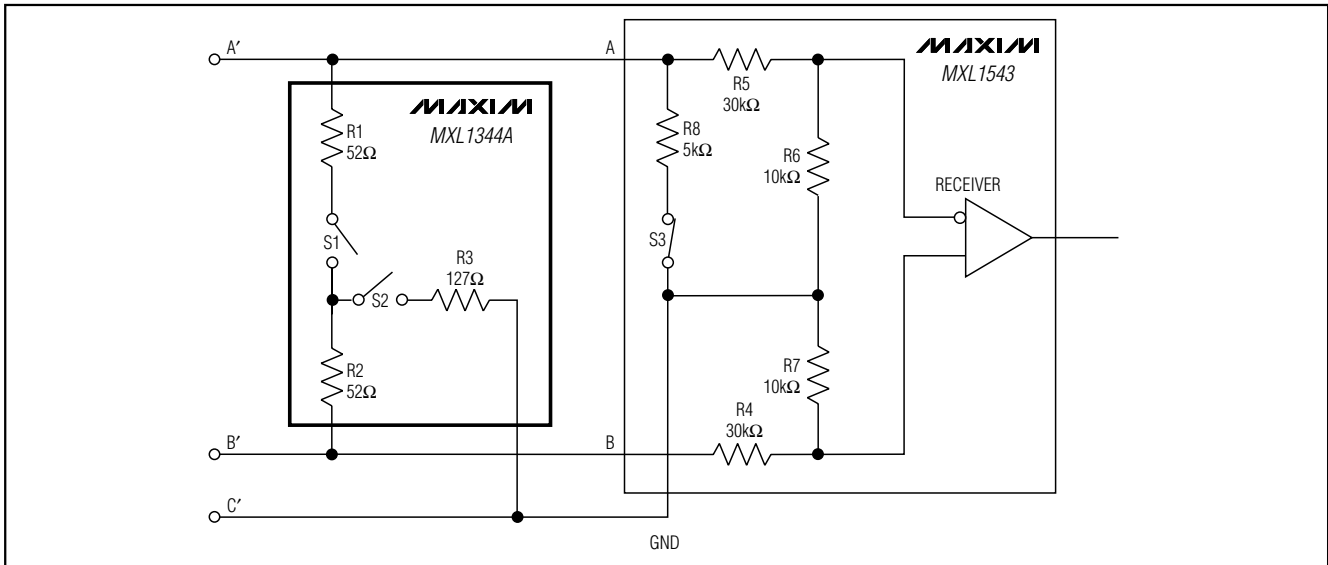 A′
A
MAXIM
MXL1543
R5
30kΩ
MAXIM
MXL1344A
R1
52Ω
R8
5kΩ
R6
10kΩ
RECEIVER
S1
S3
R3
127Ω
S2
R2
52Ω
R7
10kΩ
R4
30kΩ
B′
B
C′
GND